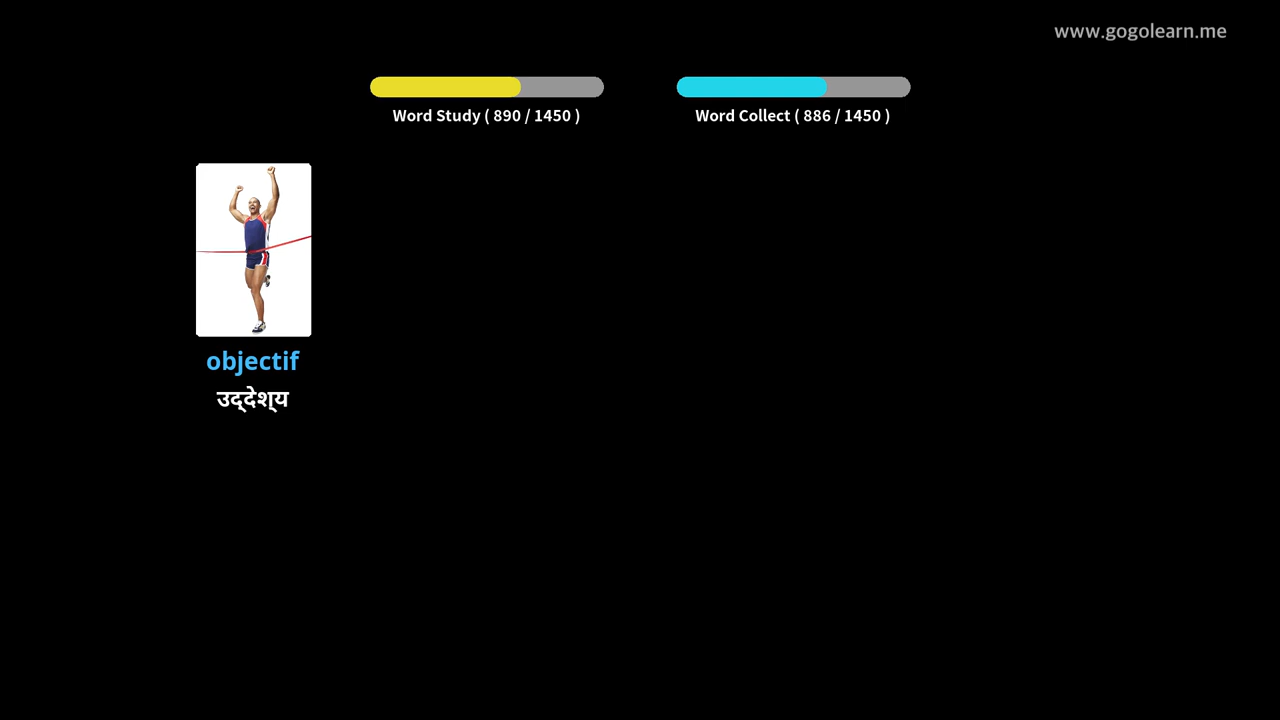 www.gogolearn.me
Word Study ( 890 / 1450 )
Word Collect ( 886 / 1450 )
objectif
उद्देश्य